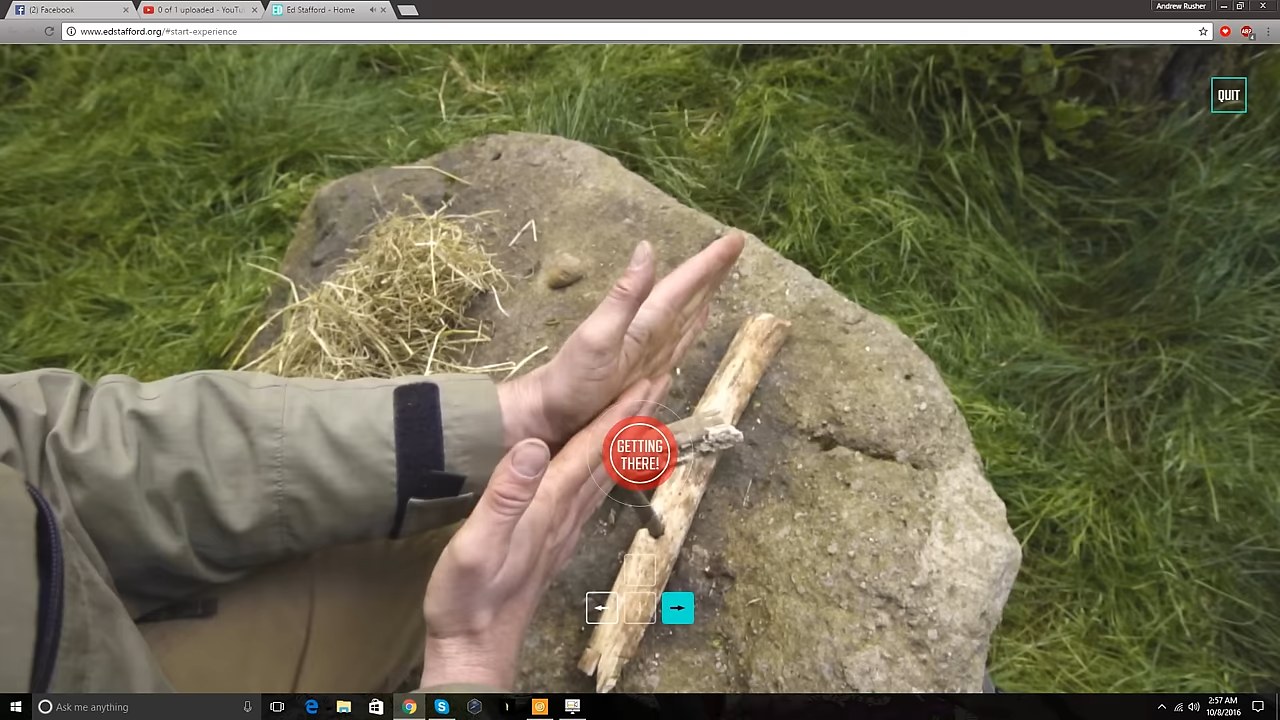 (2) Facebook
0 of 1 uploaded - YouTu
Ed Stafford - Home
Andrew Rusher
www.edstafford.org/#start-experience
QUIT
GETTING
THERE!
Ask me anything
2:57 AM
10/8/2016